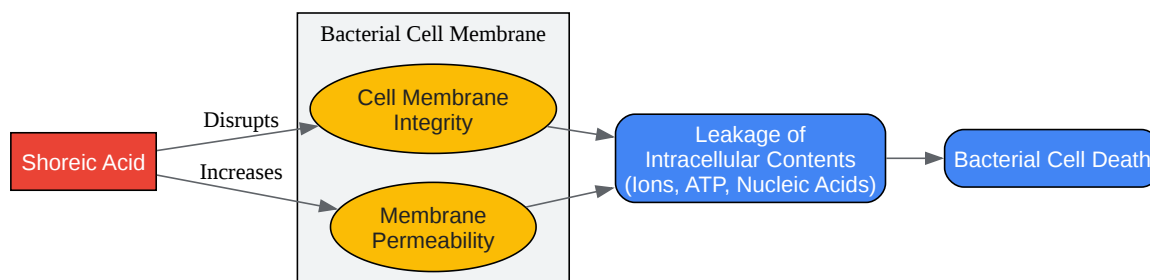 Bacterial Cell Membrane
Shoreic Acid
Disrupts
Increases
Cell Membrane
Integrity
Membrane
Permeability
Leakage of
Intracellular Contents
(Ions, ATP, Nucleic Acids)
Bacterial Cell Death